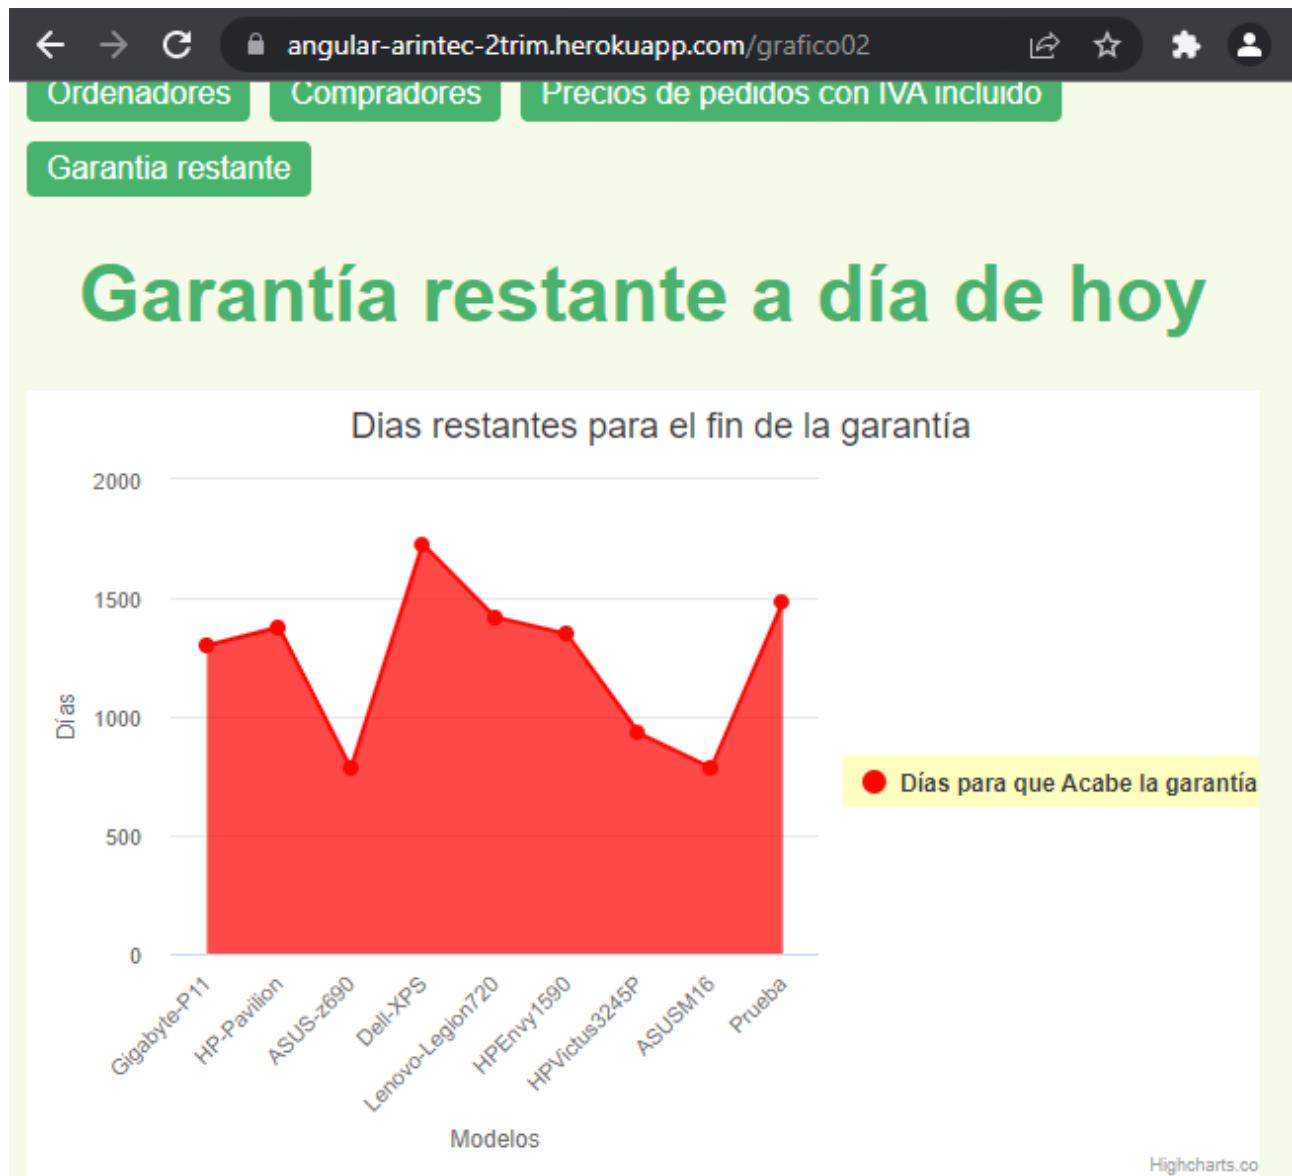 angular-arintec-2trim.herokuapp.com/grafico02
Ordenadores Compradores Precios de pedidos con IVA incluido
Garantia restante
Garantía restante a día de hoy
Dias restantes para el fin de la garantía
2000
1500
1000
500
0
Días
Gigabyte-P11
HP-Pavilion
ASUS-z690
Dell-XPS
Lenovo-Legion720
HPEnvy1590
HPVictus3245P
ASUSM16
Prueba
Modelos
Días para que Acabe la garantía
Highcharts.co